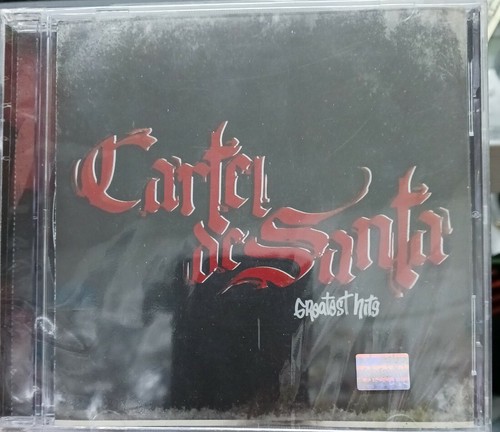 Cartel
de Santa
Greatest hits